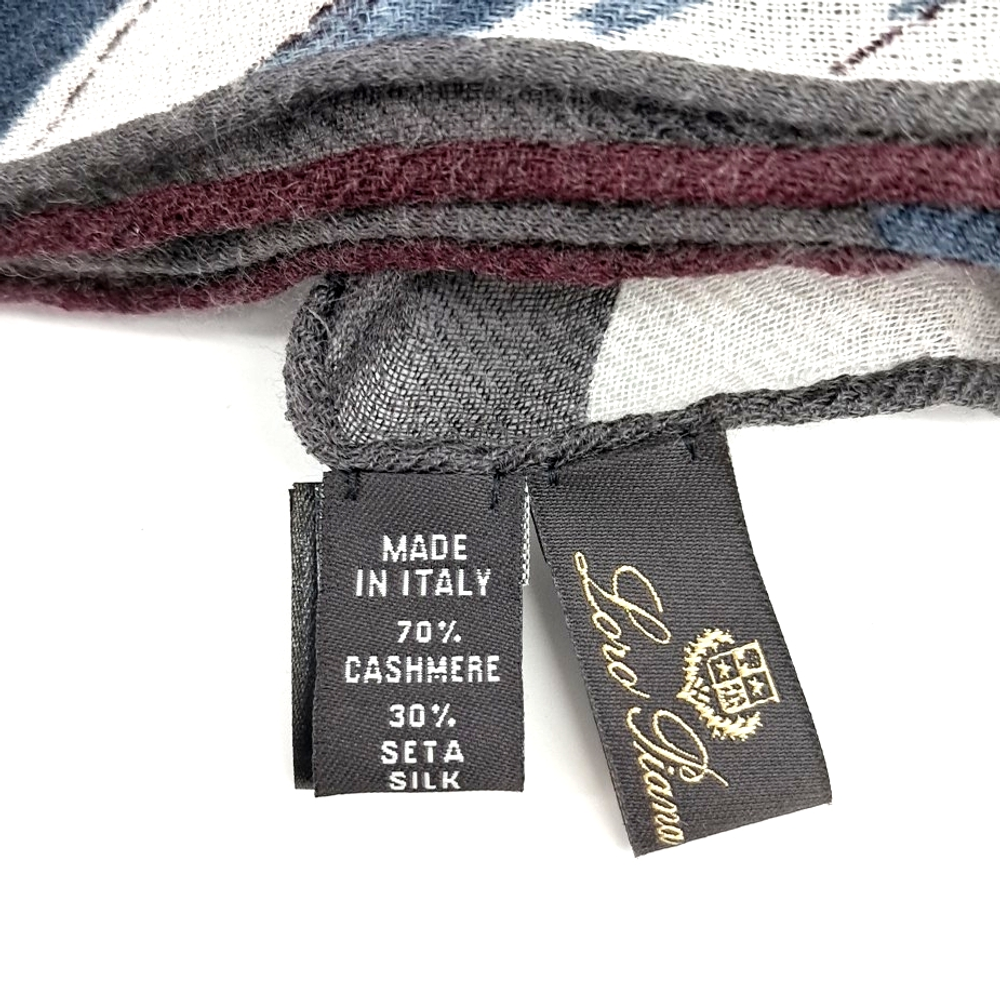 MADE
IN ITALY
70%
CASHMERE
30%
SETA
SILK
Loro Piana